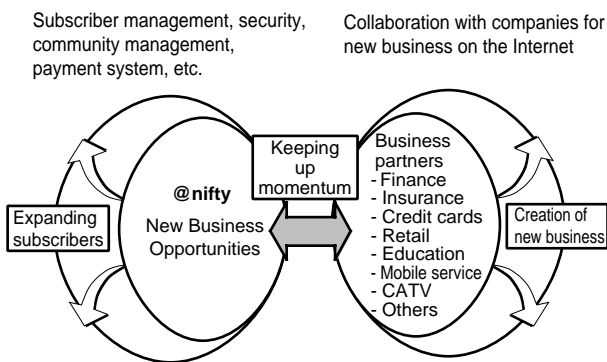 Subscriber management, security,
community management,
payment system, etc.
Collaboration with companies for
new business on the Internet
Keeping
up
momentum
@nifty
New Business
Opportunities
Expanding
subscribers
Business
partners
- Finance
- Insurance
- Credit cards
- Retail
- Education
- Mobile service
- CATV
- Others
Creation of
new business